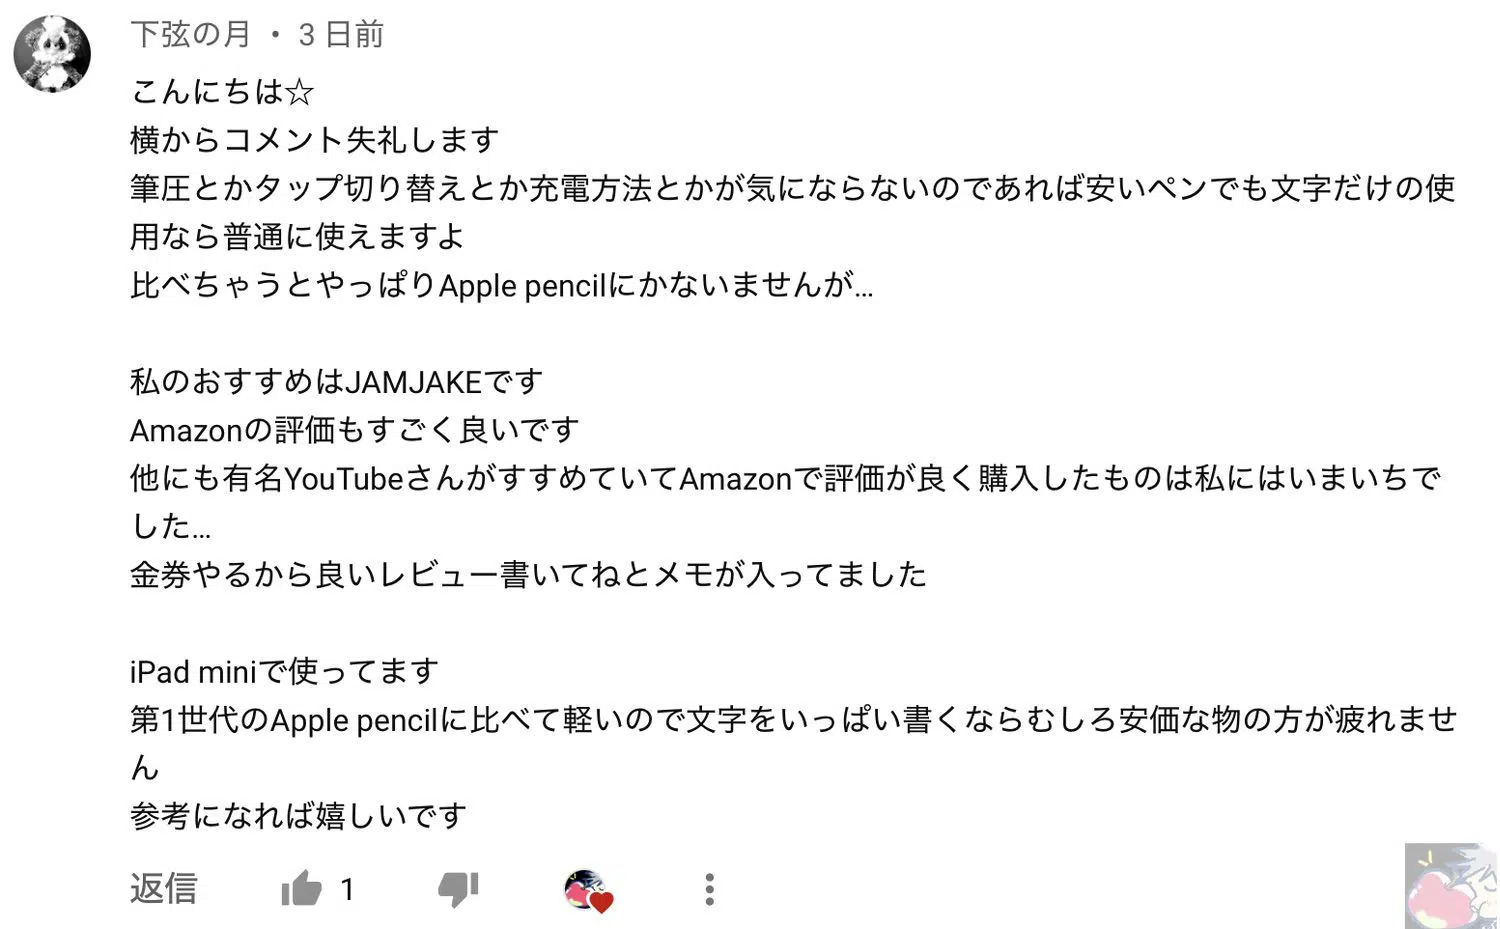 下弦の月 ・ 3 日前
こんにちは☆
横からコメント失礼します
筆圧とかタップ切り替えとか充電方法とかが気にならないのであれば安いペンでも文字だけの使
用なら普通に使えますよ
比べちゃうとやっぱりApple pencilにかないませんが…
私のおすすめはJAMJAKEです
Amazonの評価もすごく良いです
他にも有名YouTubeさんがすすめていてAmazonで評価が良く購入したものは私にはいまいちで
した…
金券やるから良いレビュー書いてねとメモが入ってました
iPad miniで使ってます
第1世代のApple pencilに比べて軽いので文字をいっぱい書くならむしろ安価な物の方が疲れませ
ん
参考になれば嬉しいです
返信 1